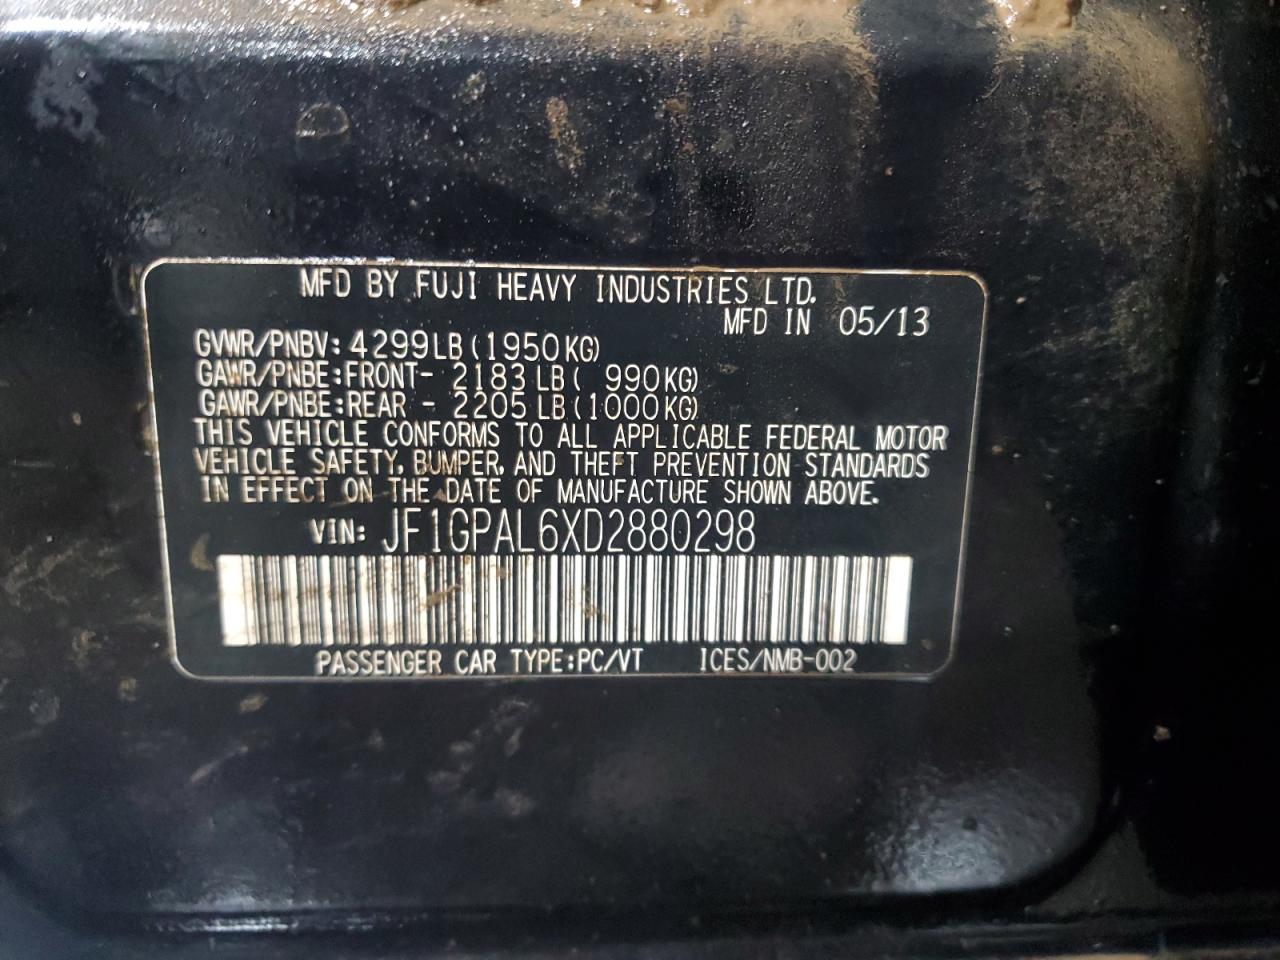 MFD BY FUJI HEAVY INDUSTRIES LTD.
MFD IN 05/13
GVWR/PNBV: 4299LB (1950KG)
GAWR/PNBE:FRONT- 2183 LB ( 990KG)
GAWR/PNBE:REAR - 2205 LB (1000KG)
THIS VEHICLE CONFORMS TO ALL APPLICABLE FEDERAL MOTOR
VEHICLE SAFETY, BUMPER, AND THEFT PREVENTION STANDARDS
IN EFFECT ON THE DATE OF MANUFACTURE SHOWN ABOVE.
VIN: JF1GPAL6XD2880298
PASSENGER CAR TYPE:PC/VT ICES/NMB-002